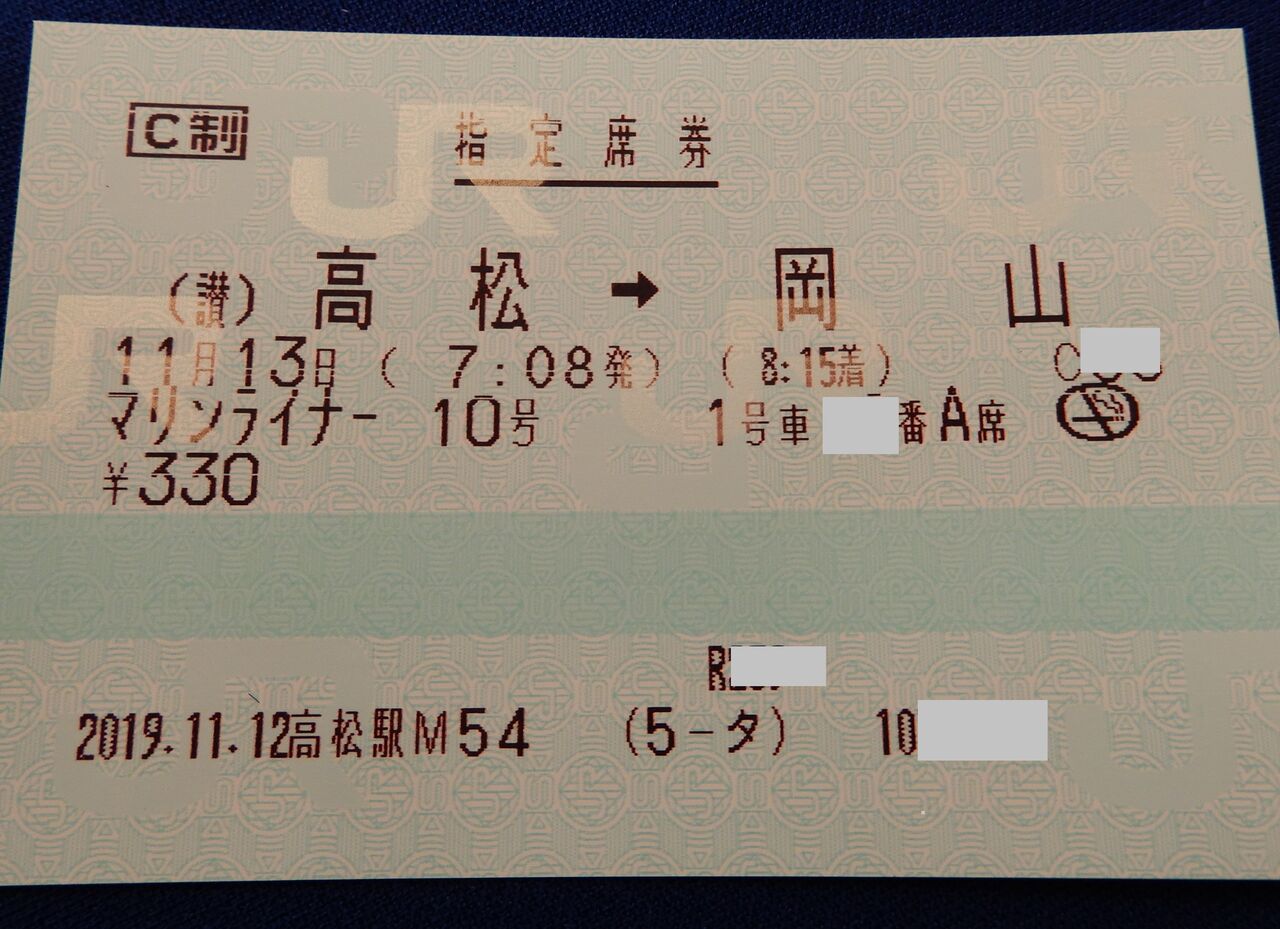 C制 指定席券
(讃) 高松 ➡ 岡山
11月13日 ( 7:08発) ( 8:15着)
マリンライナー 10号 1号車 番A席
¥330
2019.11.12高松駅M54 (5-タ) 10